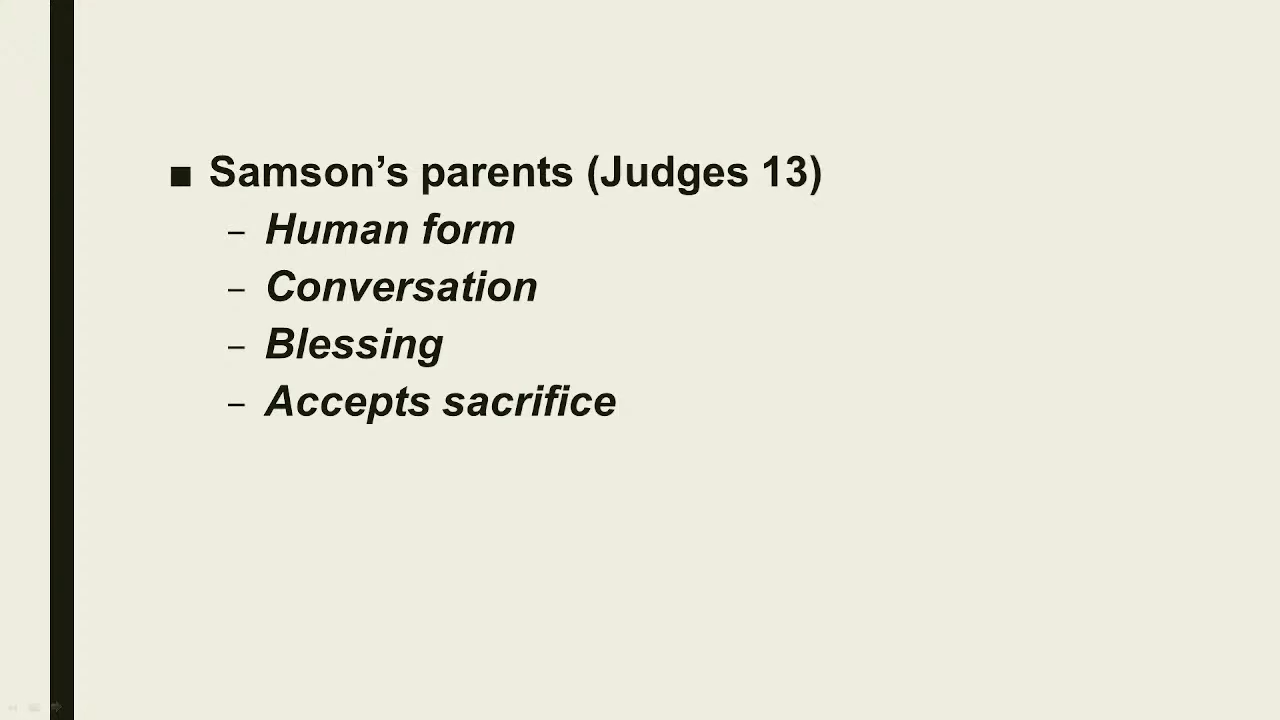 ■ Samson’s parents (Judges 13)
– Human form
– Conversation
– Blessing
– Accepts sacrifice